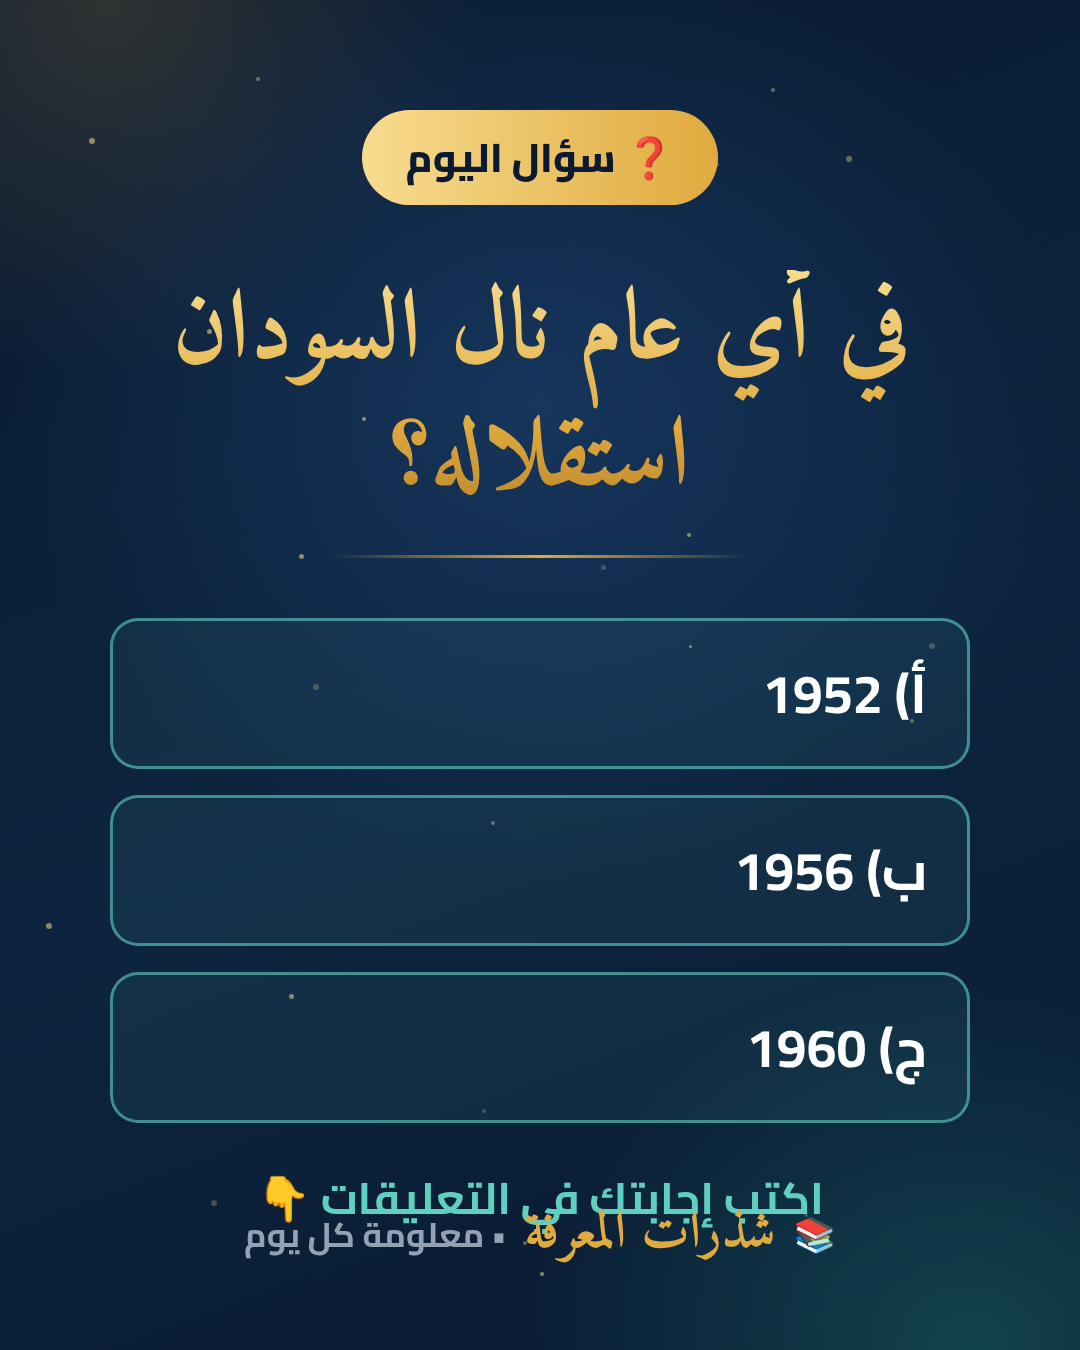 ❓ سؤال اليوم
في أي عام نال السودان
استقلاله؟
أ) 1952
ب) 1956
ج) 1960
اكتب إجابتك في التعليقات 👇
📚 شذرات المعرفة ▪ معلومة كل يوم